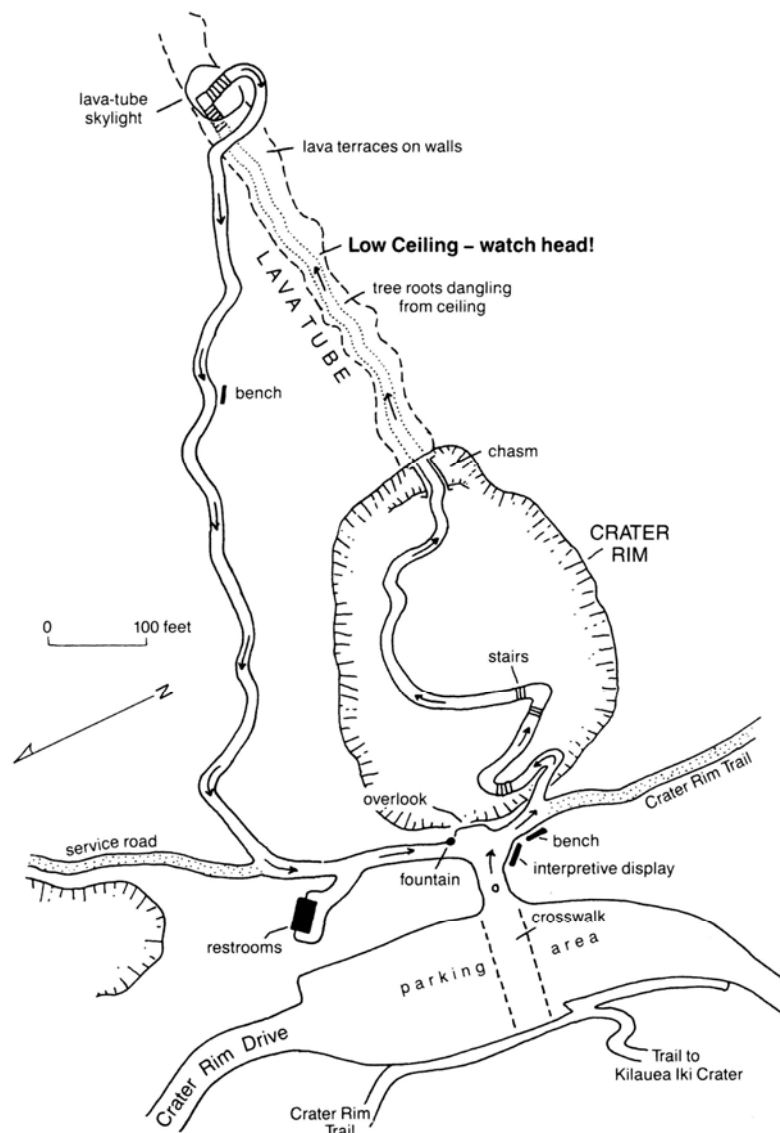 lava-tube
skylight
lava terraces on walls
Low Ceiling – watch head!
tree roots dangling
from ceiling
LAVA TUBE
bench
chasm
CRATER
RIM
0 100 feet
stairs
N
overlook
Crater Rim Trail
service road
bench
fountain
interpretive display
restrooms
crosswalk
parking area
Crater Rim Drive
Trail to
Kilauea Iki Crater
Crater Rim
Trail